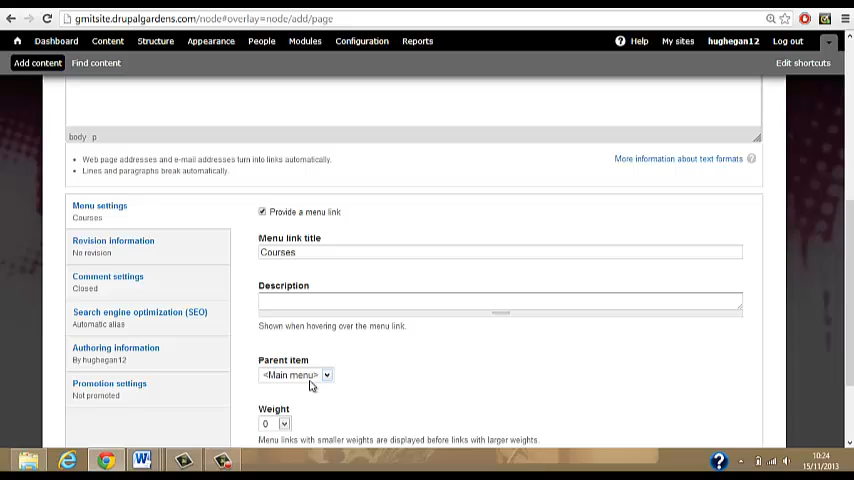 gmitsite.drupalgardens.com/node#overlay=node/add/page
Dashboard Content Structure Appearance People Modules Configuration Reports Help My sites hughegan12 Log out
Add content Find content Edit shortcuts
body p
Web page addresses and e-mail addresses turn into links automatically.
More information about text formats ?
Lines and paragraphs break automatically.
Menu settings
Courses
Provide a menu link
Menu link title
Courses
Revision information
No revision
Comment settings
Closed
Description
Search engine optimization (SEO)
Automatic alias
Shown when hovering over the menu link.
Authoring information
By hughegan12
Parent item
<Main menu>
Promotion settings
Not promoted
Weight
0
Menu links with smaller weights are displayed before links with larger weights.
10:24
15/11/2013